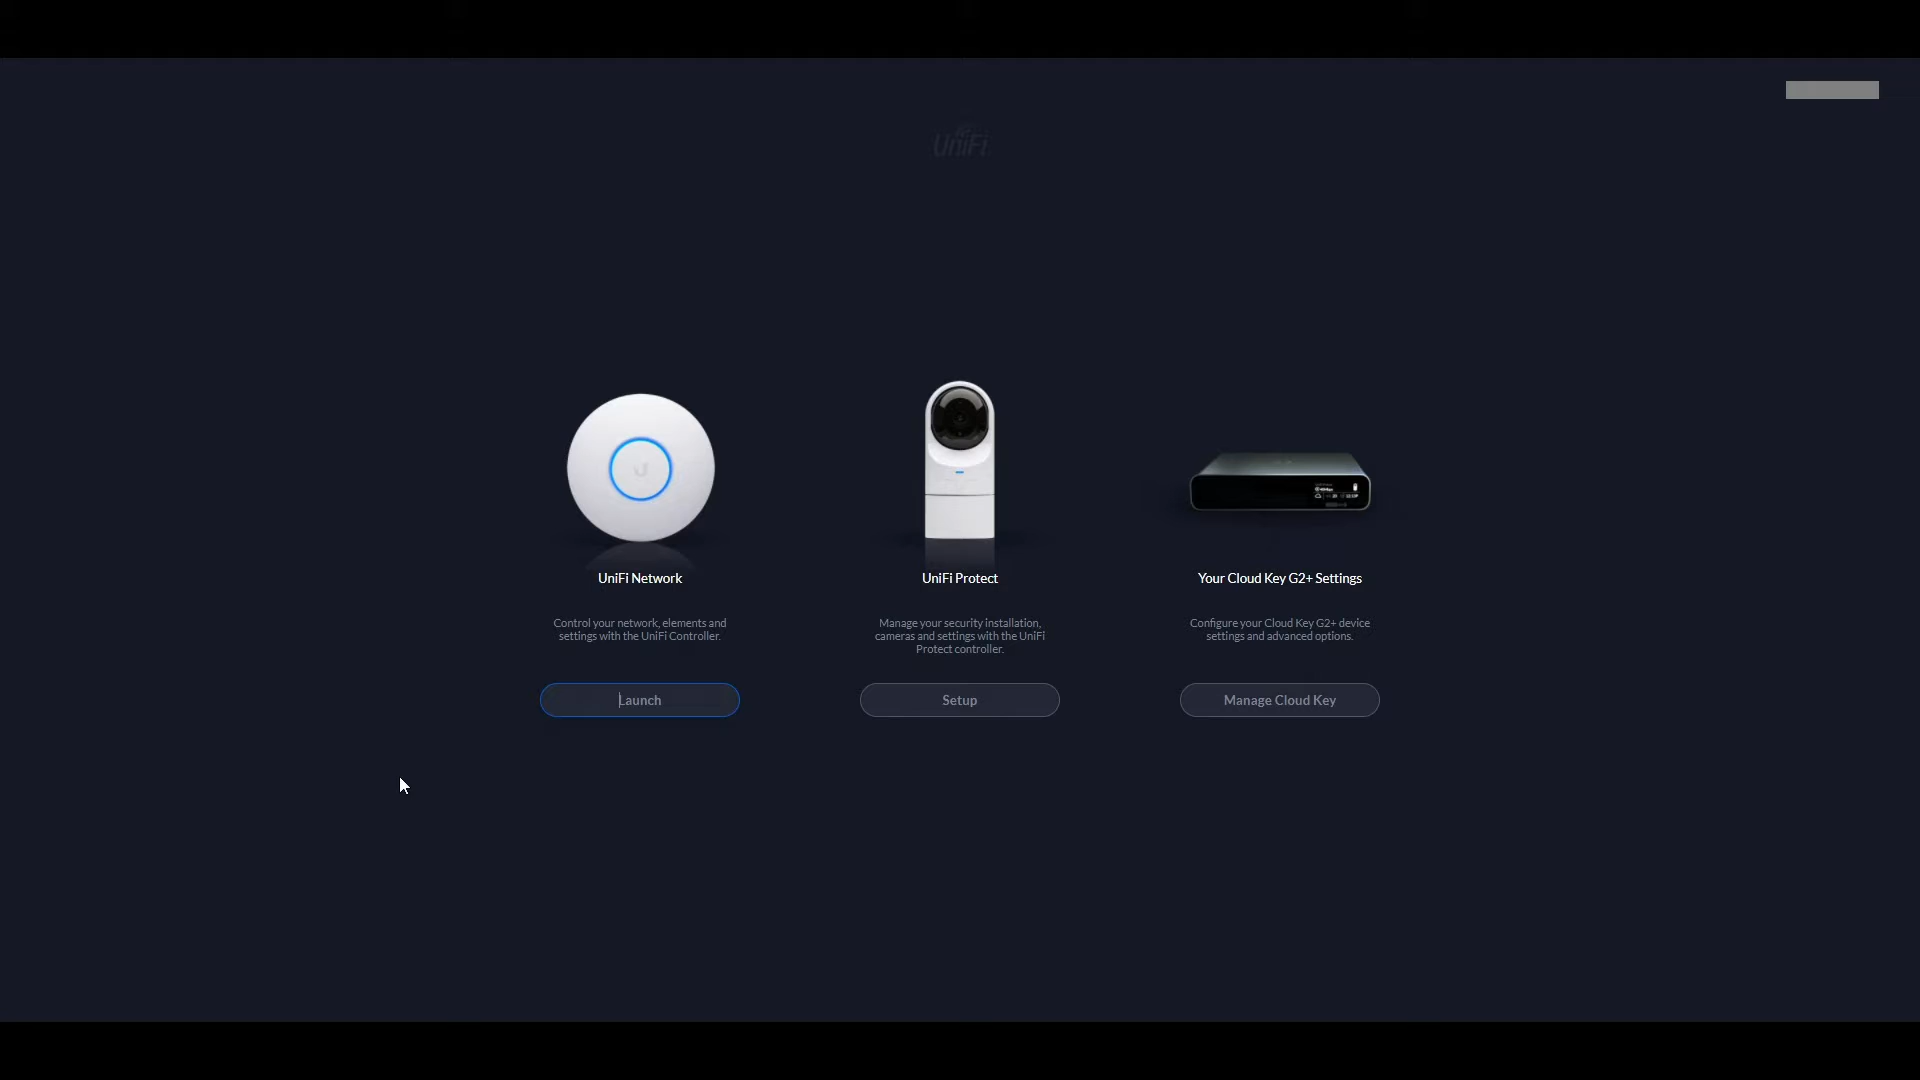 UniFi
UniFi Network
Control your network, elements and
settings with the UniFi Controller.
Launch
UniFi Protect
Manage your security installation,
cameras and settings with the UniFi
Protect controller.
Setup
Your Cloud Key G2+ Settings
Configure your Cloud Key G2+ device
settings and advanced options.
Manage Cloud Key